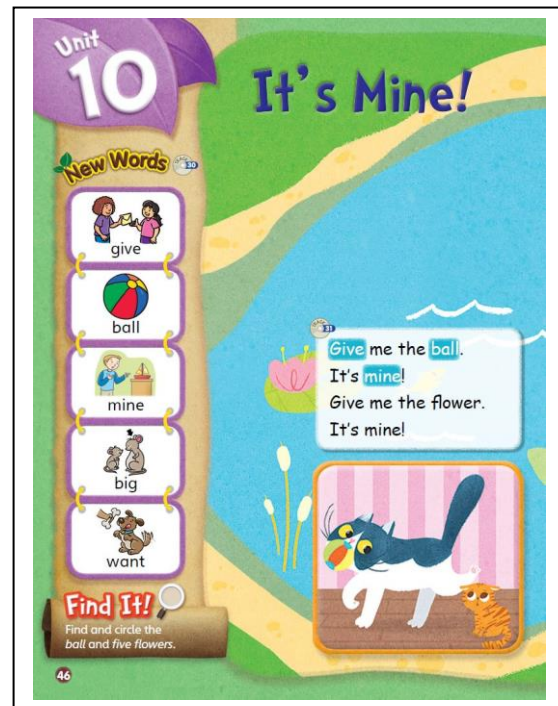 Unit
10
It's Mine!
New Words
30
give
ball
mine
big
want
31
Give me the ball.
It's mine!
Give me the flower.
It's mine!
Find It!
Find and circle the
ball and five flowers.
46